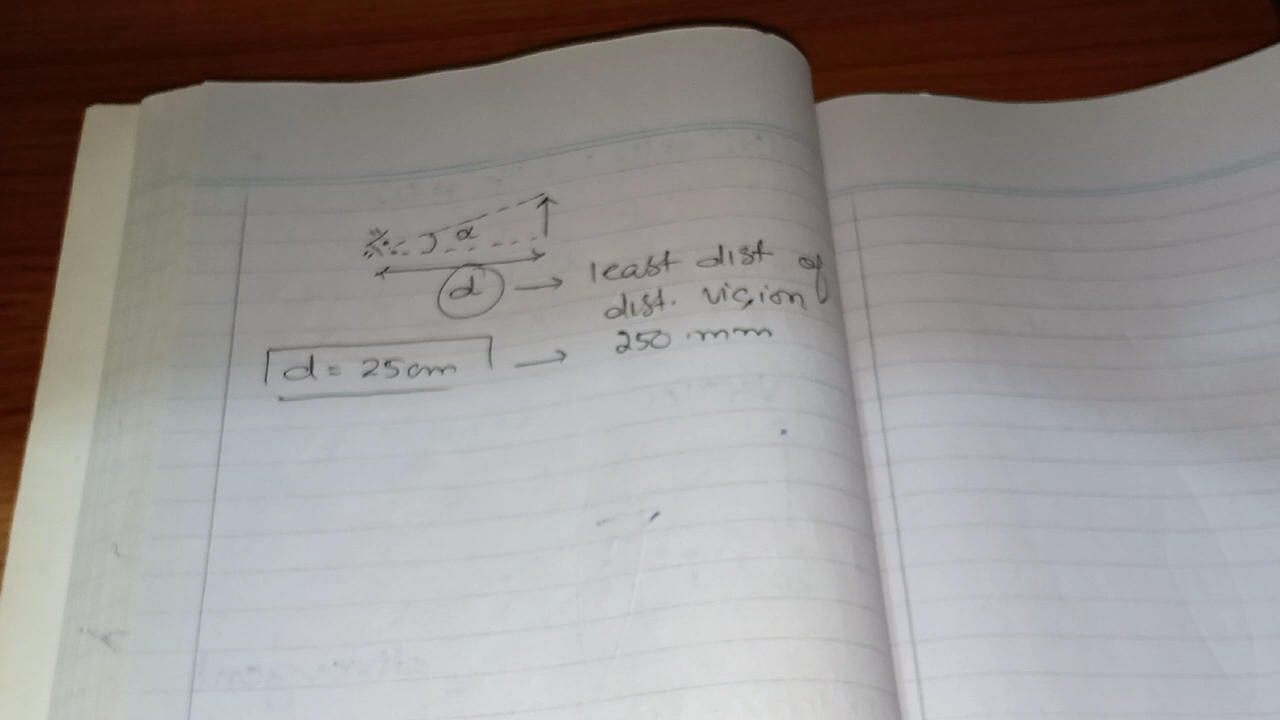 α
d → least dist of
dist. vision
d = 25cm → 250 mm